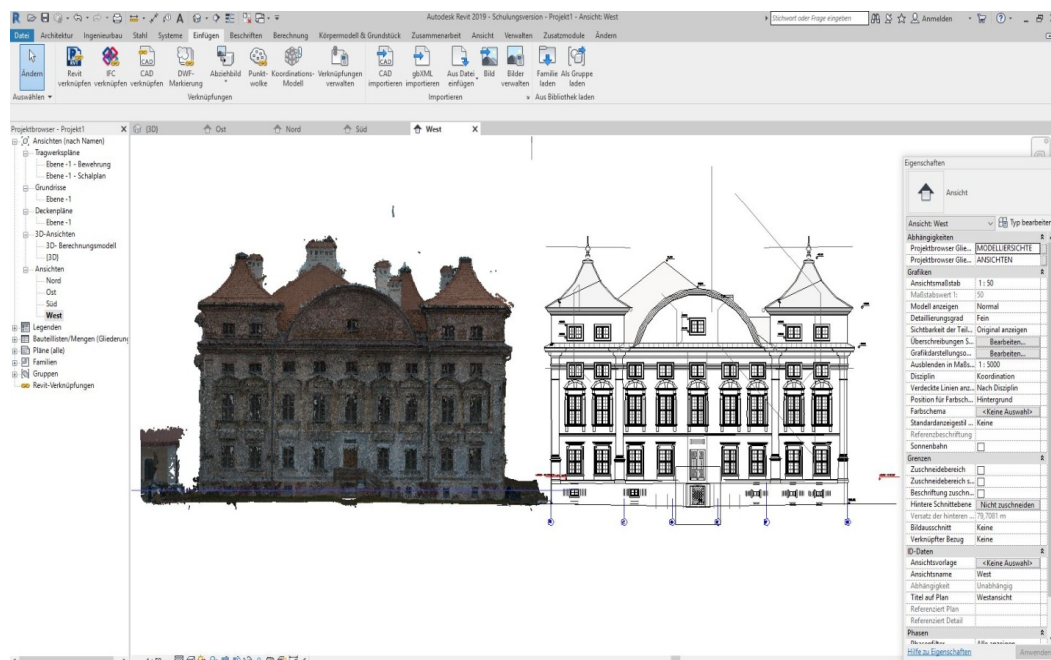 Autodesk Revit 2019 - Schulungsversion - Projekt1 - Ansicht: West
Stichwort oder Frage eingeben
Anmelden
Datei Architektur Ingenieurbau Stahl Systeme Einfügen Beschriften Berechnung Körpermodell & Grundstück Zusammenarbeit Ansicht Verwalten Zusatzmodule Ändern
Ändern
Revit verknüpfen
IFC verknüpfen
CAD verknüpfen
DWF-Markierung
Abziehbild
Punkt-wolke
Koordinations-Modell
Verknüpfungen verwalten
CAD importieren
gbXML importieren
Aus Datei einfügen
Bild
Bilder verwalten
Familie laden
Als Gruppe laden
Auswählen
Verknüpfungen
Importieren
Aus Bibliothek laden
Projektbrowser - Projekt1
{3D} Ost Nord Süd West
Ansichten (nach Namen)
Tragwerkspläne
Ebene -1 - Bewehrung
Ebene -1 - Schalplan
Grundrisse
Ebene -1
Deckenpläne
Ebene -1
3D-Ansichten
3D- Berechnungsmodell
{3D}
Ansichten
Nord
Ost
Süd
West
Legenden
Bauteillisten/Mengen (Gliederung
Pläne (alle)
Familien
Gruppen
Revit-Verknüpfungen
Eigenschaften
Ansicht
Ansicht: West Typ bearbeiten
Abhängigkeiten
Projektbrowser Glie... MODELLIERSICHTE
Projektbrowser Glie... ANSICHTEN
Grafiken
Ansichtsmaßstab 1 : 50
Maßstabswert 1: 50
Modell anzeigen Normal
Detaillierungsgrad Fein
Sichtbarkeit der Teil... Original anzeigen
Überschreibungen S... Bearbeiten...
Grafikdarstellungso... Bearbeiten...
Ausblenden in Maßs... 1 : 5000
Disziplin Koordination
Verdeckte Linien anz... Nach Disziplin
Position für Farbsch... Hintergrund
Farbschema <Keine Auswahl>
Standardanzeigestil ... Keine
Referenzbeschriftung
Sonnenbahn
Grenzen
Zuschneidebereich
Zuschneidebereich s...
Beschriftung zuschn...
Hintere Schnittebene Nicht zuschneiden
Versatz der hinteren ... 79,7081 m
Bildausschnitt Keine
Verknüpfter Bezug Keine
ID-Daten
Ansichtsvorlage <Keine Auswahl>
Ansichtsname West
Abhängigkeit Unabhängig
Titel auf Plan Westansicht
Referenziert Plan
Referenziert Detail
Phasen
Phasenfilter Alle anzeigen
Hilfe zu Eigenschaften Anwenden